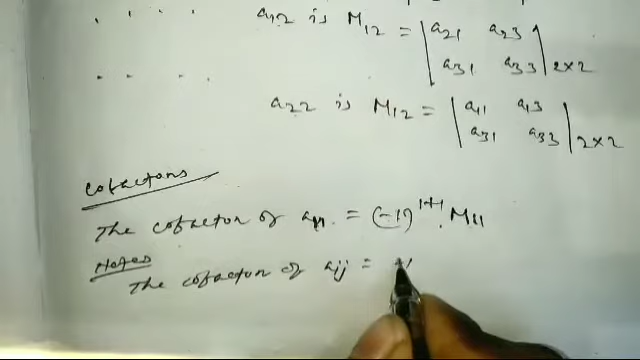 a12 is M12 = | a21 a23 |
| a31 a33 | 2×2
a22 is M12 = | a11 a13 |
| a31 a33 | 2×2
Cofactors
The cofactor of a11 = (-1)^1+1 . M11
Notes
The cofactor of aij =